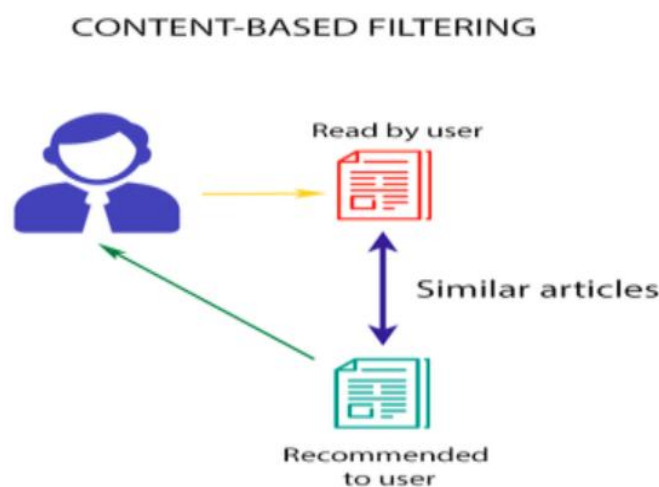 CONTENT-BASED FILTERING
Read by user
Similar articles
Recommended
to user